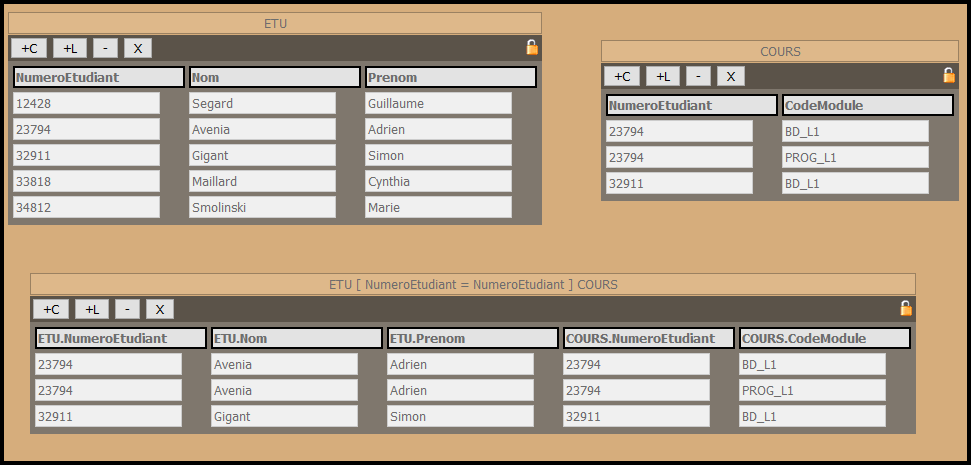 ETU
+C +L - X
NumeroEtudiant Nom Prenom
12428 Segard Guillaume
23794 Avenia Adrien
32911 Gigant Simon
33818 Maillard Cynthia
34812 Smolinski Marie
COURS
+C +L - X
NumeroEtudiant CodeModule
23794 BD_L1
23794 PROG_L1
32911 BD_L1
ETU [ NumeroEtudiant = NumeroEtudiant ] COURS
+C +L - X
ETU.NumeroEtudiant ETU.Nom ETU.Prenom COURS.NumeroEtudiant COURS.CodeModule
23794 Avenia Adrien 23794 BD_L1
23794 Avenia Adrien 23794 PROG_L1
32911 Gigant Simon 32911 BD_L1